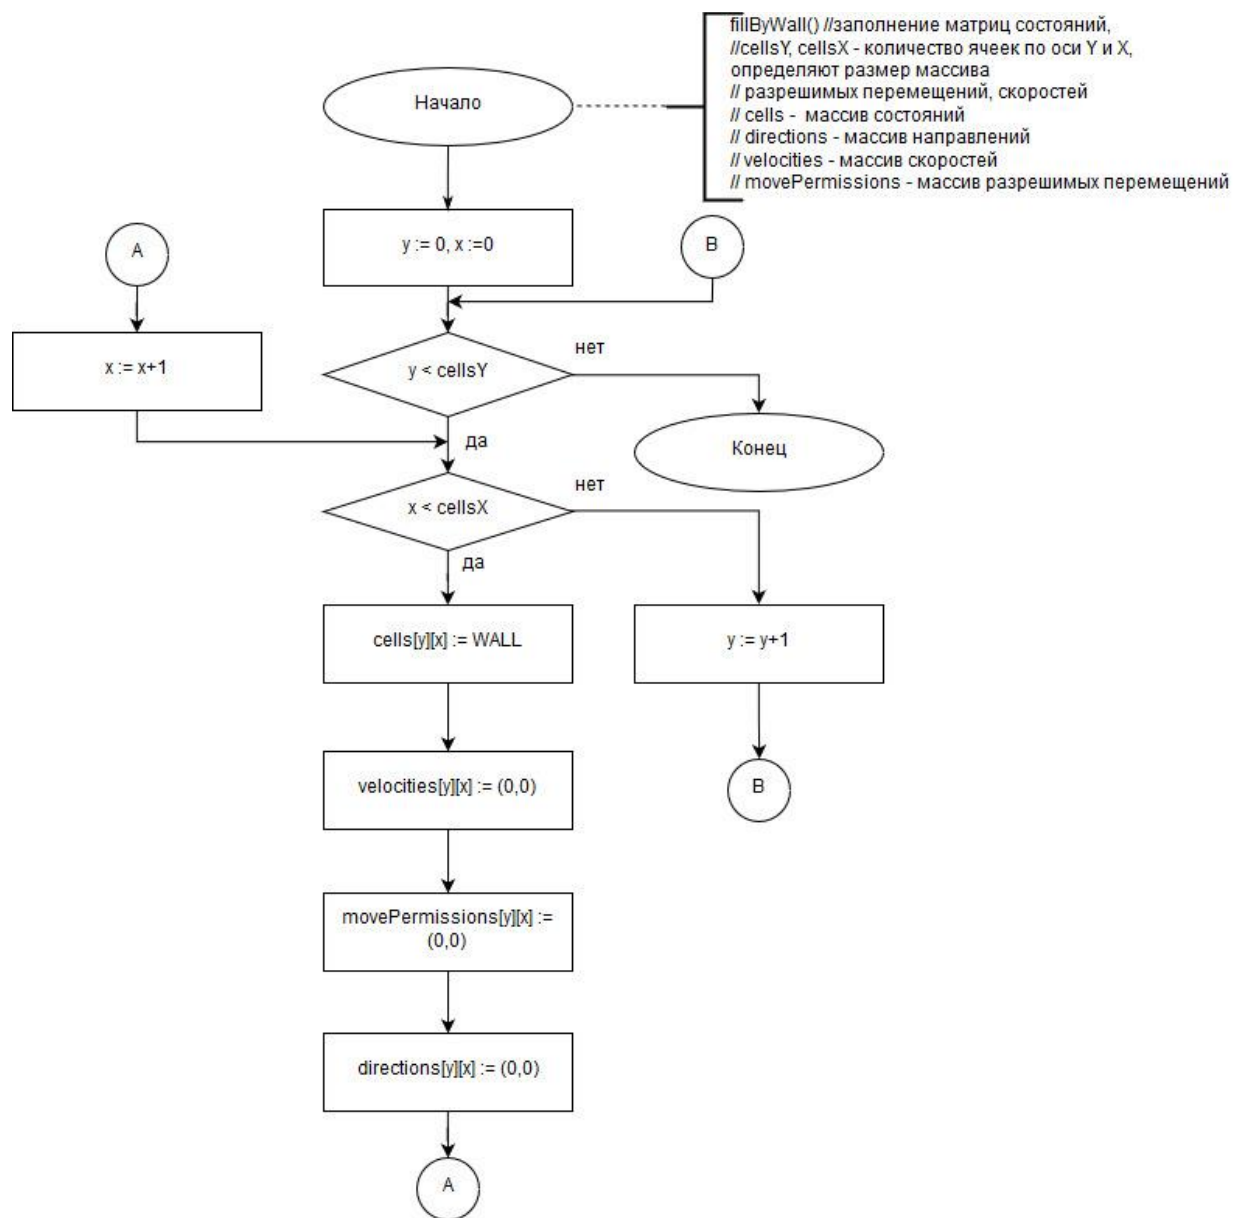 fillByWall() //заполнение матриц состояний,
//cellsY, cellsX - количество ячеек по оси Y и X,
определяют размер массива
// разрешимых перемещений, скоростей
// cells - массив состояний
// directions - массив направлений
// velocities - массив скоростей
// movePermissions - массив разрешимых перемещений
Начало
y := 0, x :=0
A
B
x := x+1
y < cellsY
нет
да
Конец
x < cellsX
нет
да
cells[y][x] := WALL
y := y+1
velocities[y][x] := (0,0)
B
movePermissions[y][x] :=
(0,0)
directions[y][x] := (0,0)
A